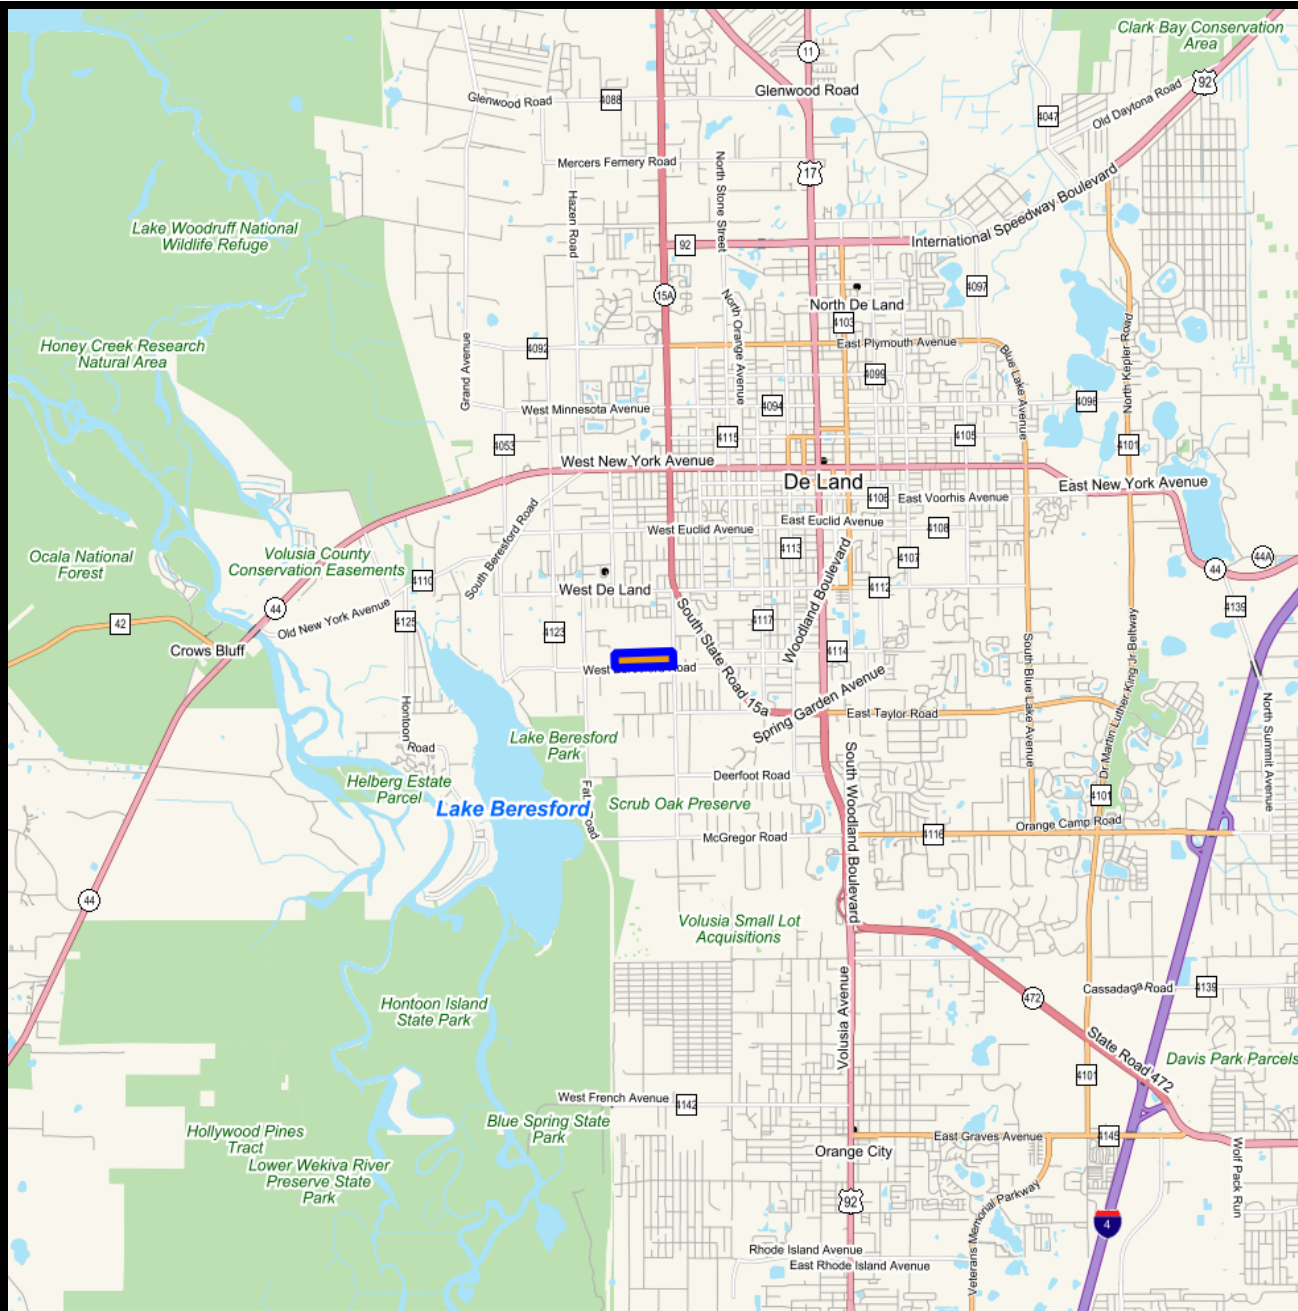 Clark Bay Conservation
Area
11
92
Glenwood Road
Glenwood Road
4088
Old Daytona Road
4047
Mercers Fernery Road
North Stone Street
17
Hazen Road
International Speedway Boulevard
Lake Woodruff National
Wildlife Refuge
92
4097
15A
North De Land
North Orange Avenue
4103
North Kepler Road
Honey Creek Research
Natural Area
Grand Avenue
4092
East Plymouth Avenue
Blue Lake Avenue
4099
West Minnesota Avenue
4094
4096
4053
4115
4105
4101
West New York Avenue
De Land
East New York Avenue
4106
East Voorhis Avenue
South Beresford Road
West Euclid Avenue
East Euclid Avenue
4108
Ocala National
Forest
Volusia County
Conservation Easements
4113
4107
44A
44
4110
West De Land
4112
Woodland Boulevard
44
4139
42
Old New York Avenue
4125
4123
South State Road 15a
4117
Crows Bluff
4114
West Beresford Road
South Blue Lake Avenue
Dr Martin Luther King Jr Beltway
Spring Garden Avenue
East Taylor Road
North Summit Avenue
Hontoon
Road
Lake Beresford
Park
South Woodland Boulevard
Deerfoot Road
Helberg Estate
Parcel
Lake Beresford
Scrub Oak Preserve
4101
McGregor Road
4116
Orange Camp Road
44
Volusia Small Lot
Acquisitions
Volusia Avenue
Cassadaga Road
4139
Hontoon Island
State Park
472
State Road 472
Davis Park Parcels
4101
West French Avenue
4142
Hollywood Pines
Tract
Blue Spring State
Park
East Graves Avenue
4145
Orange City
Wolf Pack Run
Lower Wekiva River
Preserve State
Park
92
Veterans Memorial Parkway
4
Rhode Island Avenue
East Rhode Island Avenue